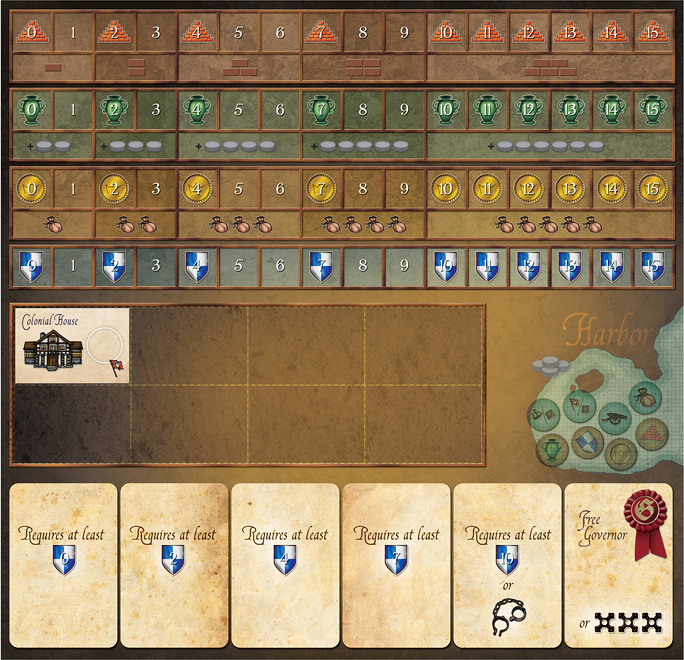 0 1 2 3 4 5 6 7 8 9 10 11 12 13 14 15
+ + + + +
0 1 2 3 4 5 6 7 8 9 10 11 12 13 14 15
0 1 2 3 4 5 6 7 8 9 10 11 12 13 14 15
0 1 2 3 4 5 6 7 8 9 10 11 12 13 14 15
Colonial House
Harbor
Requires at least
0
Requires at least
2
Requires at least
4
Requires at least
7
Requires at least
10
or
Free
Governor
or